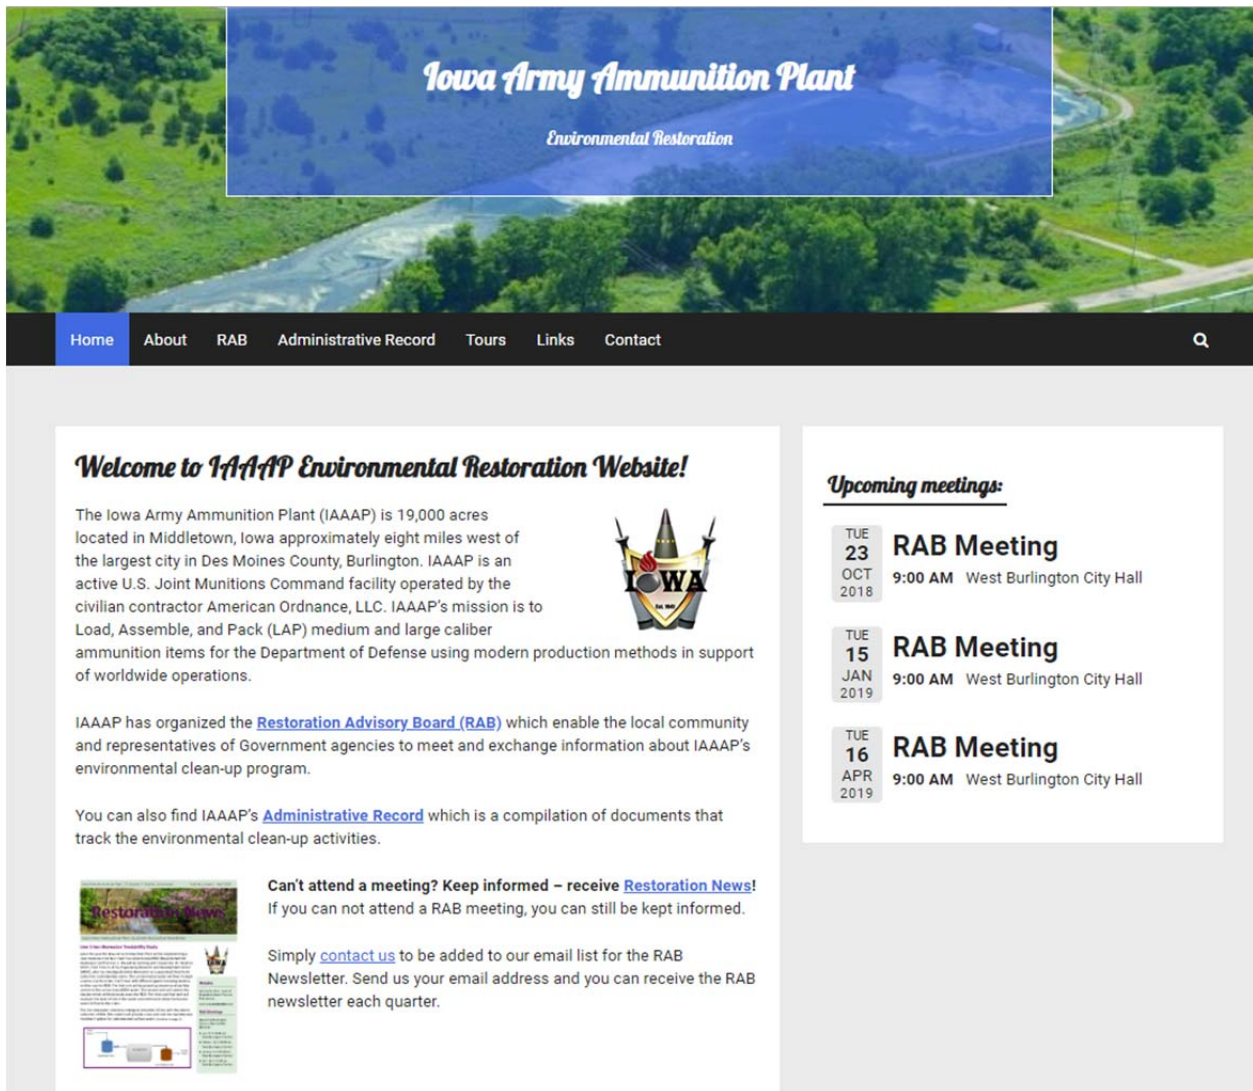 Iowa Army Ammunition Plant
Environmental Restoration
Home About RAB Administrative Record Tours Links Contact
Welcome to IAAAP Environmental Restoration Website!
The Iowa Army Ammunition Plant (IAAAP) is 19,000 acres
located in Middletown, Iowa approximately eight miles west of
the largest city in Des Moines County, Burlington. IAAAP is an
active U.S. Joint Munitions Command facility operated by the
civilian contractor American Ordnance, LLC. IAAAP's mission is to
Load, Assemble, and Pack (LAP) medium and large caliber
ammunition items for the Department of Defense using modern production methods in support
of worldwide operations.
IOWA
IAAAP has organized the Restoration Advisory Board (RAB) which enable the local community
and representatives of Government agencies to meet and exchange information about IAAAP's
environmental clean-up program.
You can also find IAAAP's Administrative Record which is a compilation of documents that
track the environmental clean-up activities.
Restoration News
Can't attend a meeting? Keep informed – receive Restoration News!
If you can not attend a RAB meeting, you can still be kept informed.
Simply contact us to be added to our email list for the RAB
Newsletter. Send us your email address and you can receive the RAB
newsletter each quarter.
Upcoming meetings:
TUE
23
OCT
2018
RAB Meeting
9:00 AM West Burlington City Hall
TUE
15
JAN
2019
RAB Meeting
9:00 AM West Burlington City Hall
TUE
16
APR
2019
RAB Meeting
9:00 AM West Burlington City Hall